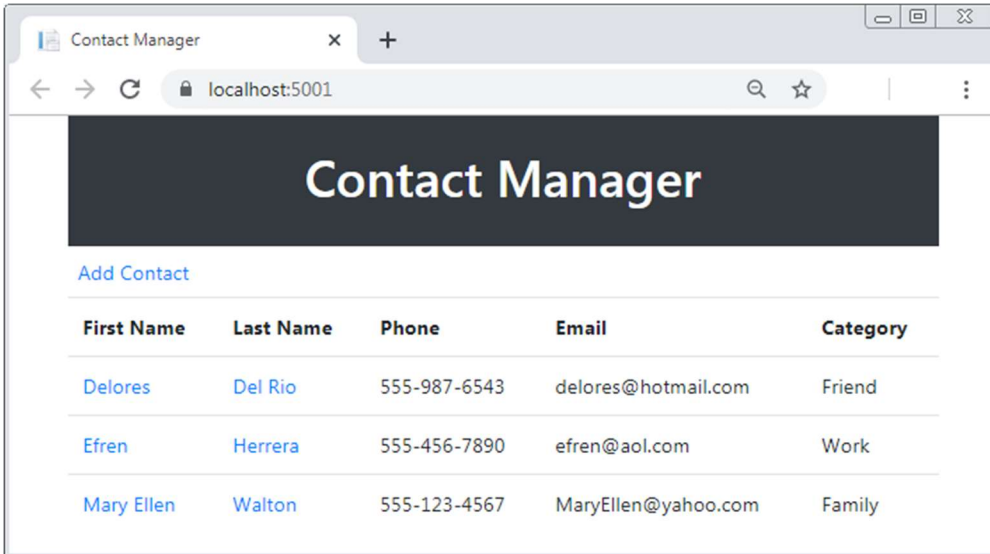 Contact Manager
localhost:5001
Contact Manager
Add Contact
First Name Last Name Phone Email Category
Delores Del Rio 555-987-6543 delores@hotmail.com Friend
Efren Herrera 555-456-7890 efren@aol.com Work
Mary Ellen Walton 555-123-4567 MaryEllen@yahoo.com Family